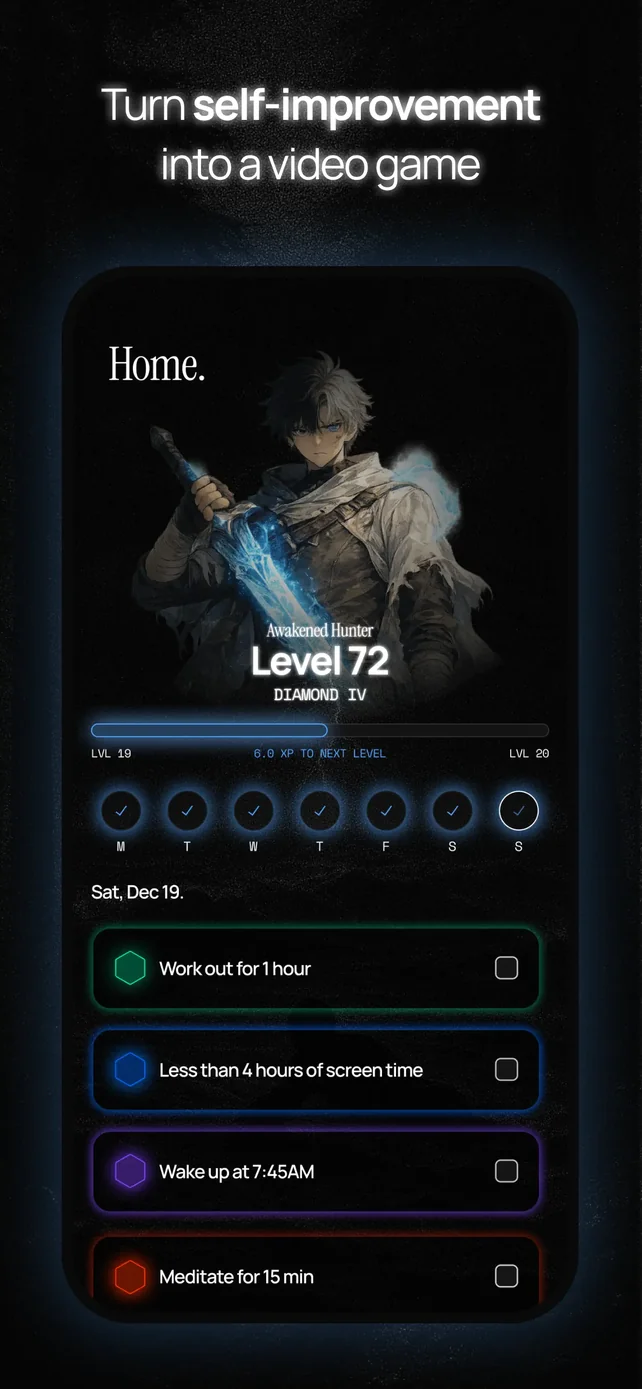 Turn self-improvement
into a video game
Home.
Awakened Hunter
Level 72
DIAMOND IV
LVL 19 6.0 XP TO NEXT LEVEL LVL 20
M T W T F S S
Sat, Dec 19.
Work out for 1 hour
Less than 4 hours of screen time
Wake up at 7:45AM
Meditate for 15 min